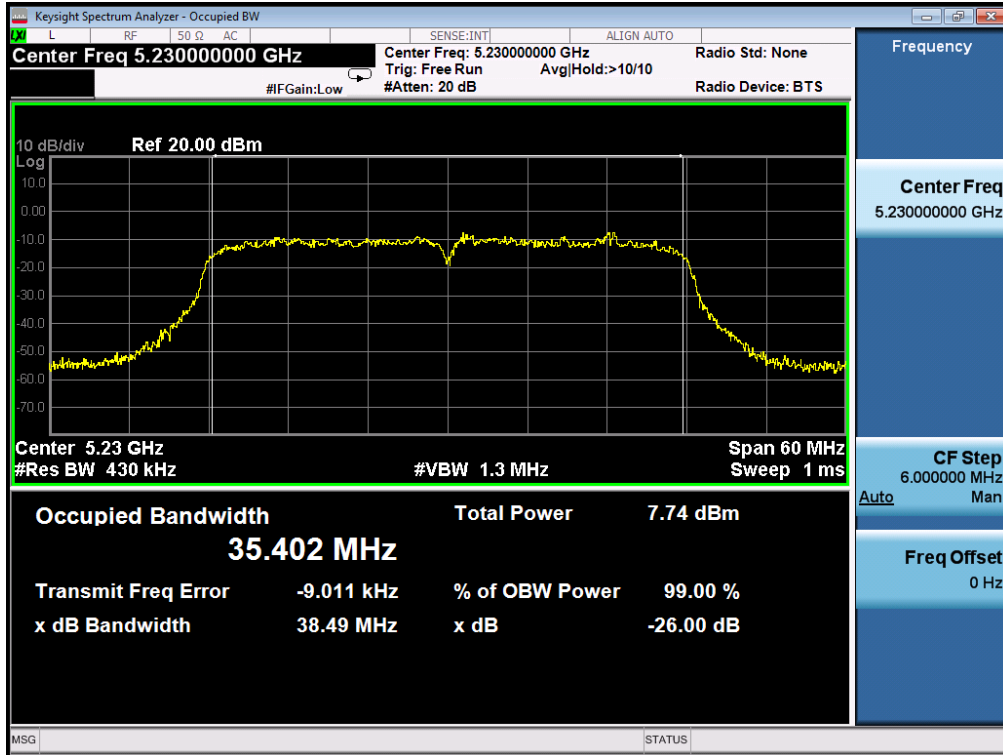 Keysight Spectrum Analyzer - Occupied BW
LXI L RF 50 Ω AC SENSE:INT ALIGN AUTO
Center Freq 5.230000000 GHz
Center Freq: 5.230000000 GHz Radio Std: None
Trig: Free Run Avg|Hold:>10/10
#IFGain:Low #Atten: 20 dB Radio Device: BTS
10 dB/div Ref 20.00 dBm
Log
10.0
0.00
-10.0
-20.0
-30.0
-40.0
-50.0
-60.0
-70.0
Center 5.23 GHz Span 60 MHz
#Res BW 430 kHz #VBW 1.3 MHz Sweep 1 ms
Occupied Bandwidth Total Power 7.74 dBm
35.402 MHz
Transmit Freq Error -9.011 kHz % of OBW Power 99.00 %
x dB Bandwidth 38.49 MHz x dB -26.00 dB
Frequency
Center Freq
5.230000000 GHz
CF Step
6.000000 MHz
Auto Man
Freq Offset
0 Hz
MSG STATUS